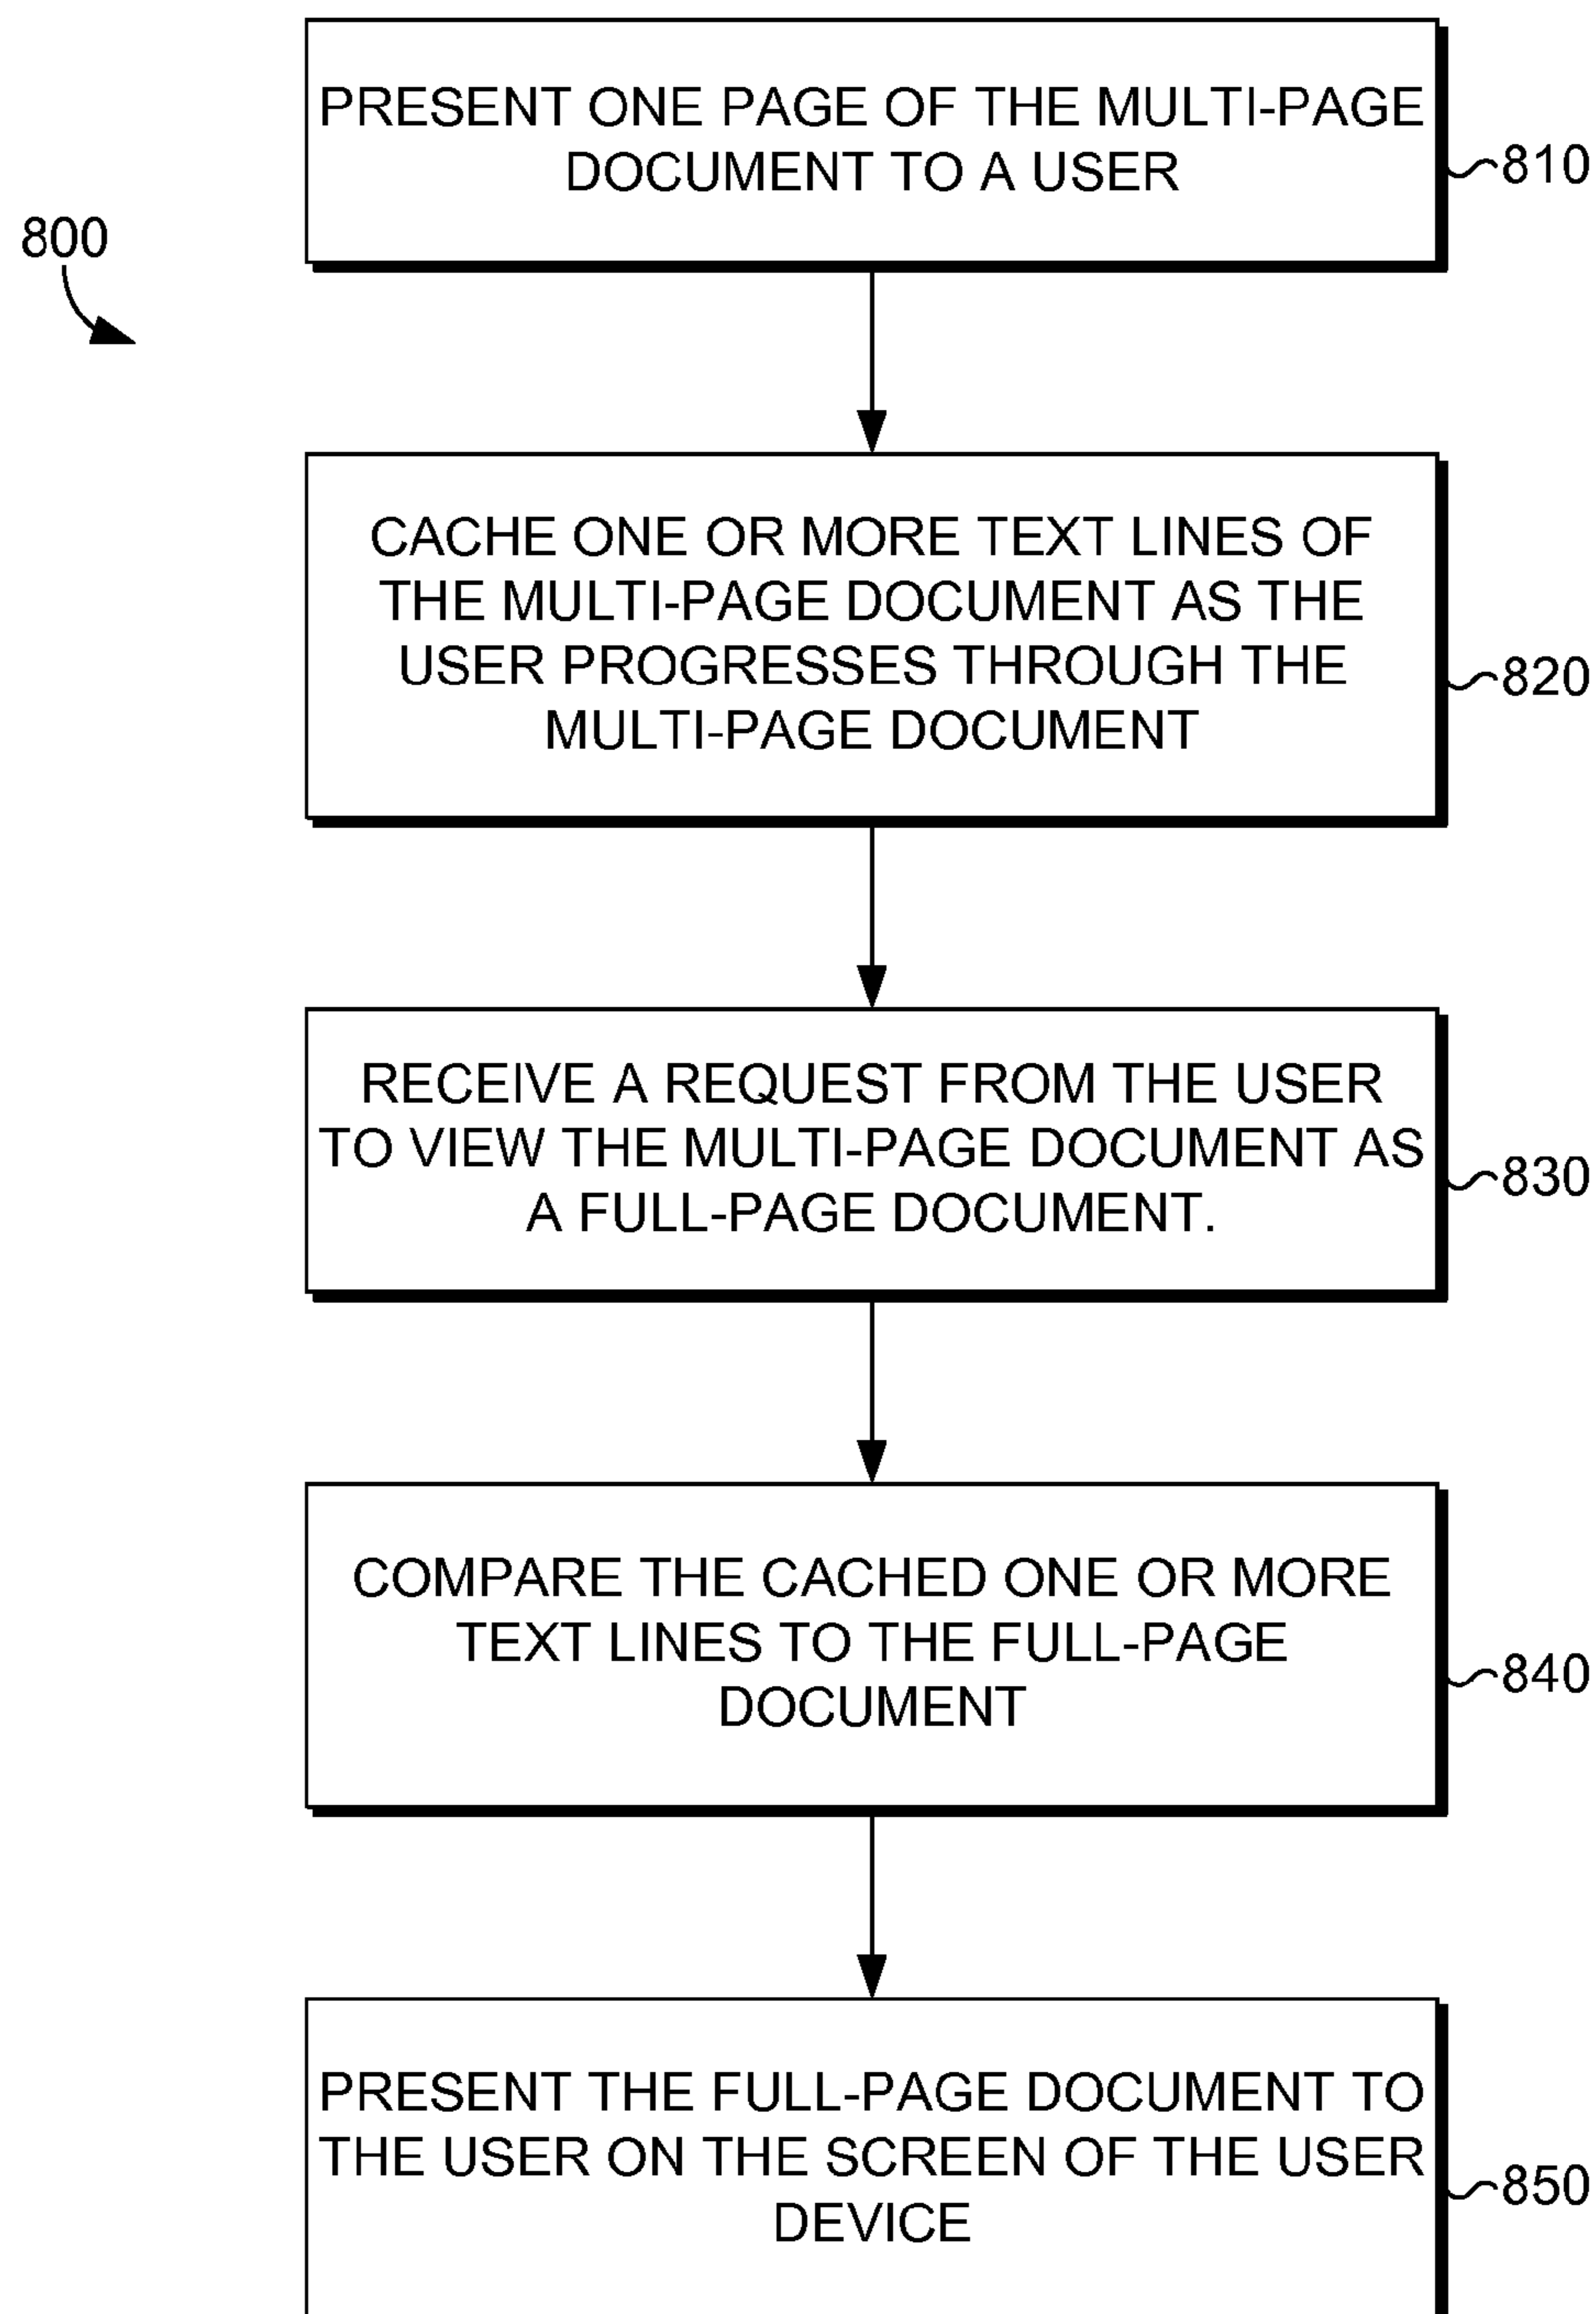 PRESENT ONE PAGE OF THE MULTI-PAGE
DOCUMENT TO A USER
810
800
CACHE ONE OR MORE TEXT LINES OF
THE MULTI-PAGE DOCUMENT AS THE
USER PROGRESSES THROUGH THE
MULTI-PAGE DOCUMENT
820
RECEIVE A REQUEST FROM THE USER
TO VIEW THE MULTI-PAGE DOCUMENT AS
A FULL-PAGE DOCUMENT.
830
COMPARE THE CACHED ONE OR MORE
TEXT LINES TO THE FULL-PAGE
DOCUMENT
840
PRESENT THE FULL-PAGE DOCUMENT TO
THE USER ON THE SCREEN OF THE USER
DEVICE
850